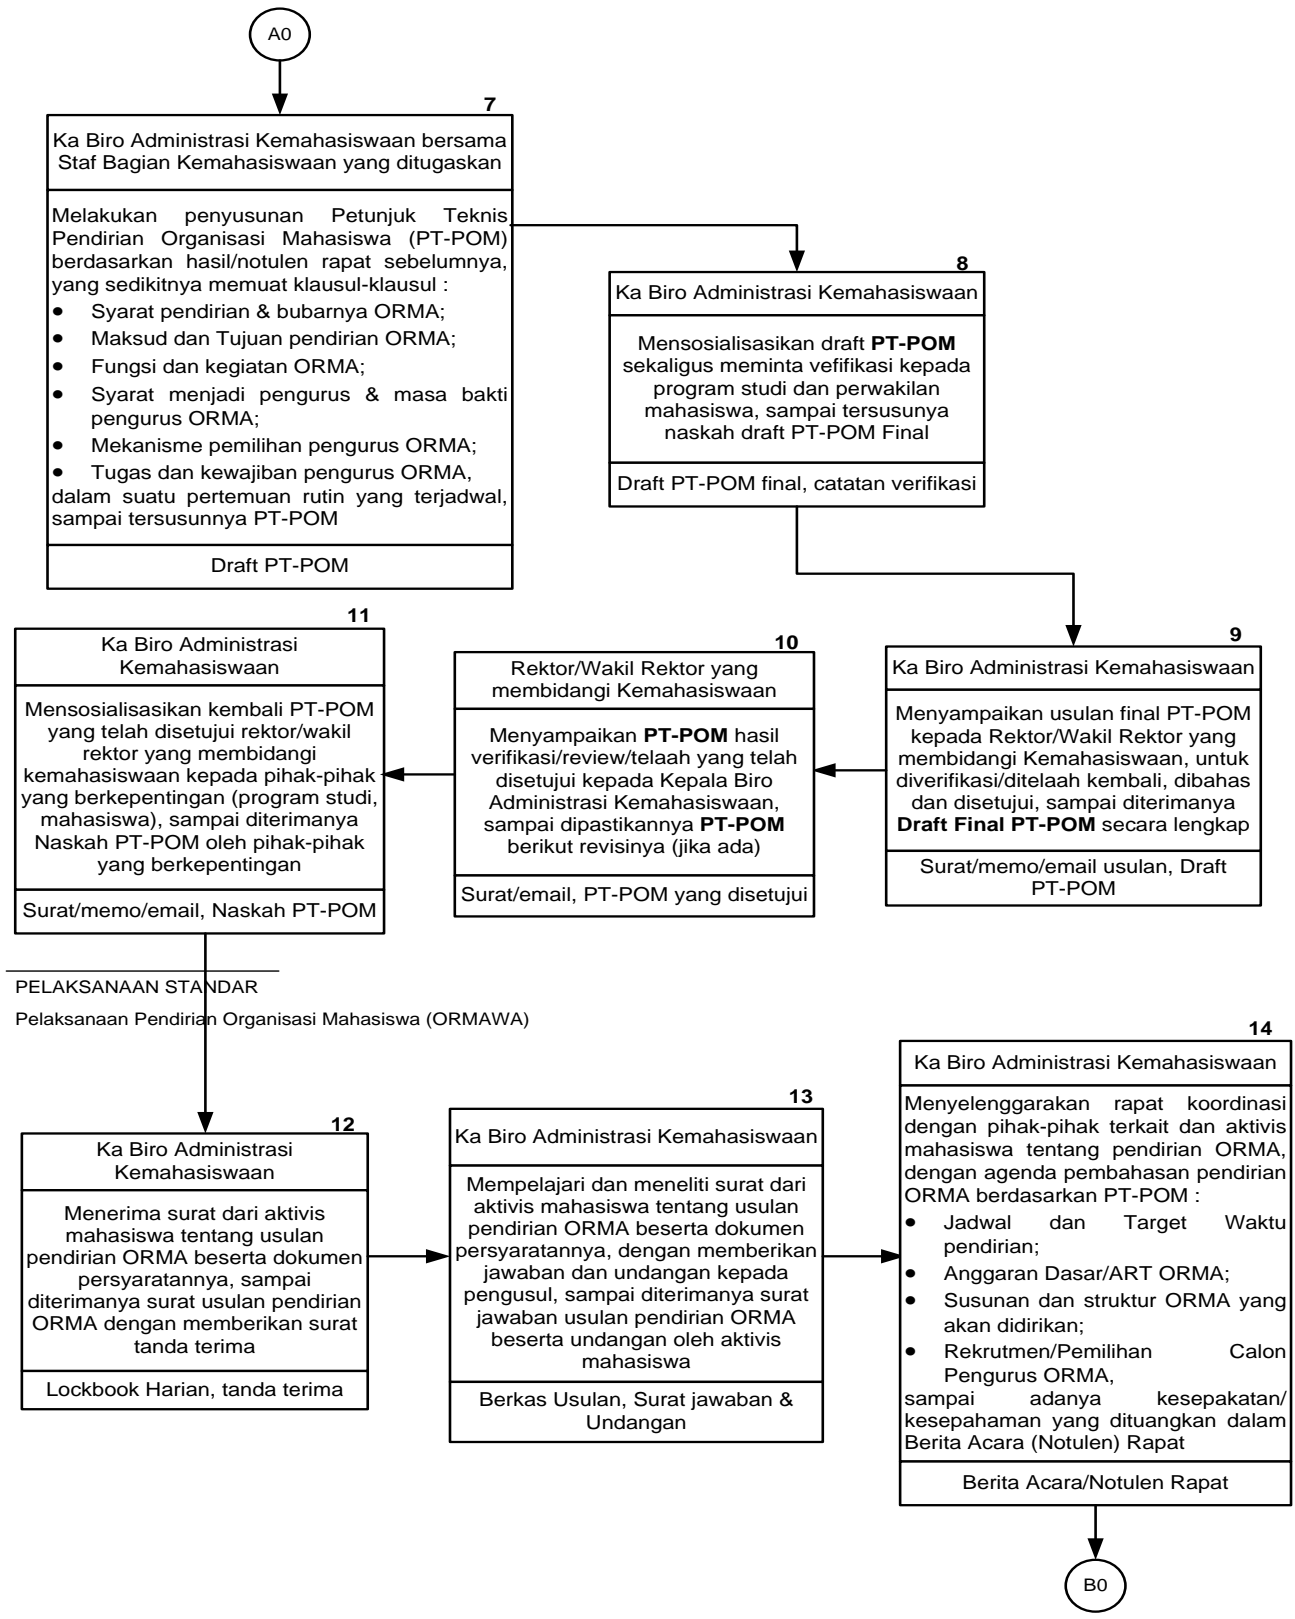 A0
7
Ka Biro Administrasi Kemahasiswaan bersama
Staf Bagian Kemahasiswaan yang ditugaskan
Melakukan penyusunan Petunjuk Teknis
Pendirian Organisasi Mahasiswa (PT-POM)
berdasarkan hasil/notulen rapat sebelumnya,
yang sedikitnya memuat klausul-klausul :
• Syarat pendirian & bubarnya ORMA;
• Maksud dan Tujuan pendirian ORMA;
• Fungsi dan kegiatan ORMA;
• Syarat menjadi pengurus & masa bakti
pengurus ORMA;
• Mekanisme pemilihan pengurus ORMA;
• Tugas dan kewajiban pengurus ORMA,
dalam suatu pertemuan rutin yang terjadwal,
sampai tersusunnya PT-POM
Draft PT-POM
8
Ka Biro Administrasi Kemahasiswaan
Mensosialisasikan draft PT-POM
sekaligus meminta vefifikasi kepada
program studi dan perwakilan
mahasiswa, sampai tersusunya
naskah draft PT-POM Final
Draft PT-POM final, catatan verifikasi
9
Ka Biro Administrasi Kemahasiswaan
Menyampaikan usulan final PT-POM
kepada Rektor/Wakil Rektor yang
membidangi Kemahasiswaan, untuk
diverifikasi/ditelaah kembali, dibahas
dan disetujui, sampai diterimanya
Draft Final PT-POM secara lengkap
Surat/memo/email usulan, Draft
PT-POM
10
Rektor/Wakil Rektor yang
membidangi Kemahasiswaan
Menyampaikan PT-POM hasil
verifikasi/review/telaah yang telah
disetujui kepada Kepala Biro
Administrasi Kemahasiswaan,
sampai dipastikannya PT-POM
berikut revisinya (jika ada)
Surat/email, PT-POM yang disetujui
11
Ka Biro Administrasi
Kemahasiswaan
Mensosialisasikan kembali PT-POM
yang telah disetujui rektor/wakil
rektor yang membidangi
kemahasiswaan kepada pihak-pihak
yang berkepentingan (program studi,
mahasiswa), sampai diterimanya
Naskah PT-POM oleh pihak-pihak
yang berkepentingan
Surat/memo/email, Naskah PT-POM
PELAKSANAAN STANDAR
Pelaksanaan Pendirian Organisasi Mahasiswa (ORMAWA)
12
Ka Biro Administrasi
Kemahasiswaan
Menerima surat dari aktivis
mahasiswa tentang usulan
pendirian ORMA beserta dokumen
persyaratannya, sampai
diterimanya surat usulan pendirian
ORMA dengan memberikan surat
tanda terima
Lockbook Harian, tanda terima
13
Ka Biro Administrasi Kemahasiswaan
Mempelajari dan meneliti surat dari
aktivis mahasiswa tentang usulan
pendirian ORMA beserta dokumen
persyaratannya, dengan memberikan
jawaban dan undangan kepada
pengusul, sampai diterimanya surat
jawaban usulan pendirian ORMA
beserta undangan oleh aktivis
mahasiswa
Berkas Usulan, Surat jawaban &
Undangan
14
Ka Biro Administrasi Kemahasiswaan
Menyelenggarakan rapat koordinasi
dengan pihak-pihak terkait dan aktivis
mahasiswa tentang pendirian ORMA,
dengan agenda pembahasan pendirian
ORMA berdasarkan PT-POM :
• Jadwal dan Target Waktu
pendirian;
• Anggaran Dasar/ART ORMA;
• Susunan dan struktur ORMA yang
akan didirikan;
• Rekrutmen/Pemilihan Calon
Pengurus ORMA,
sampai adanya kesepakatan/
kesepahaman yang dituangkan dalam
Berita Acara (Notulen) Rapat
Berita Acara/Notulen Rapat
B0